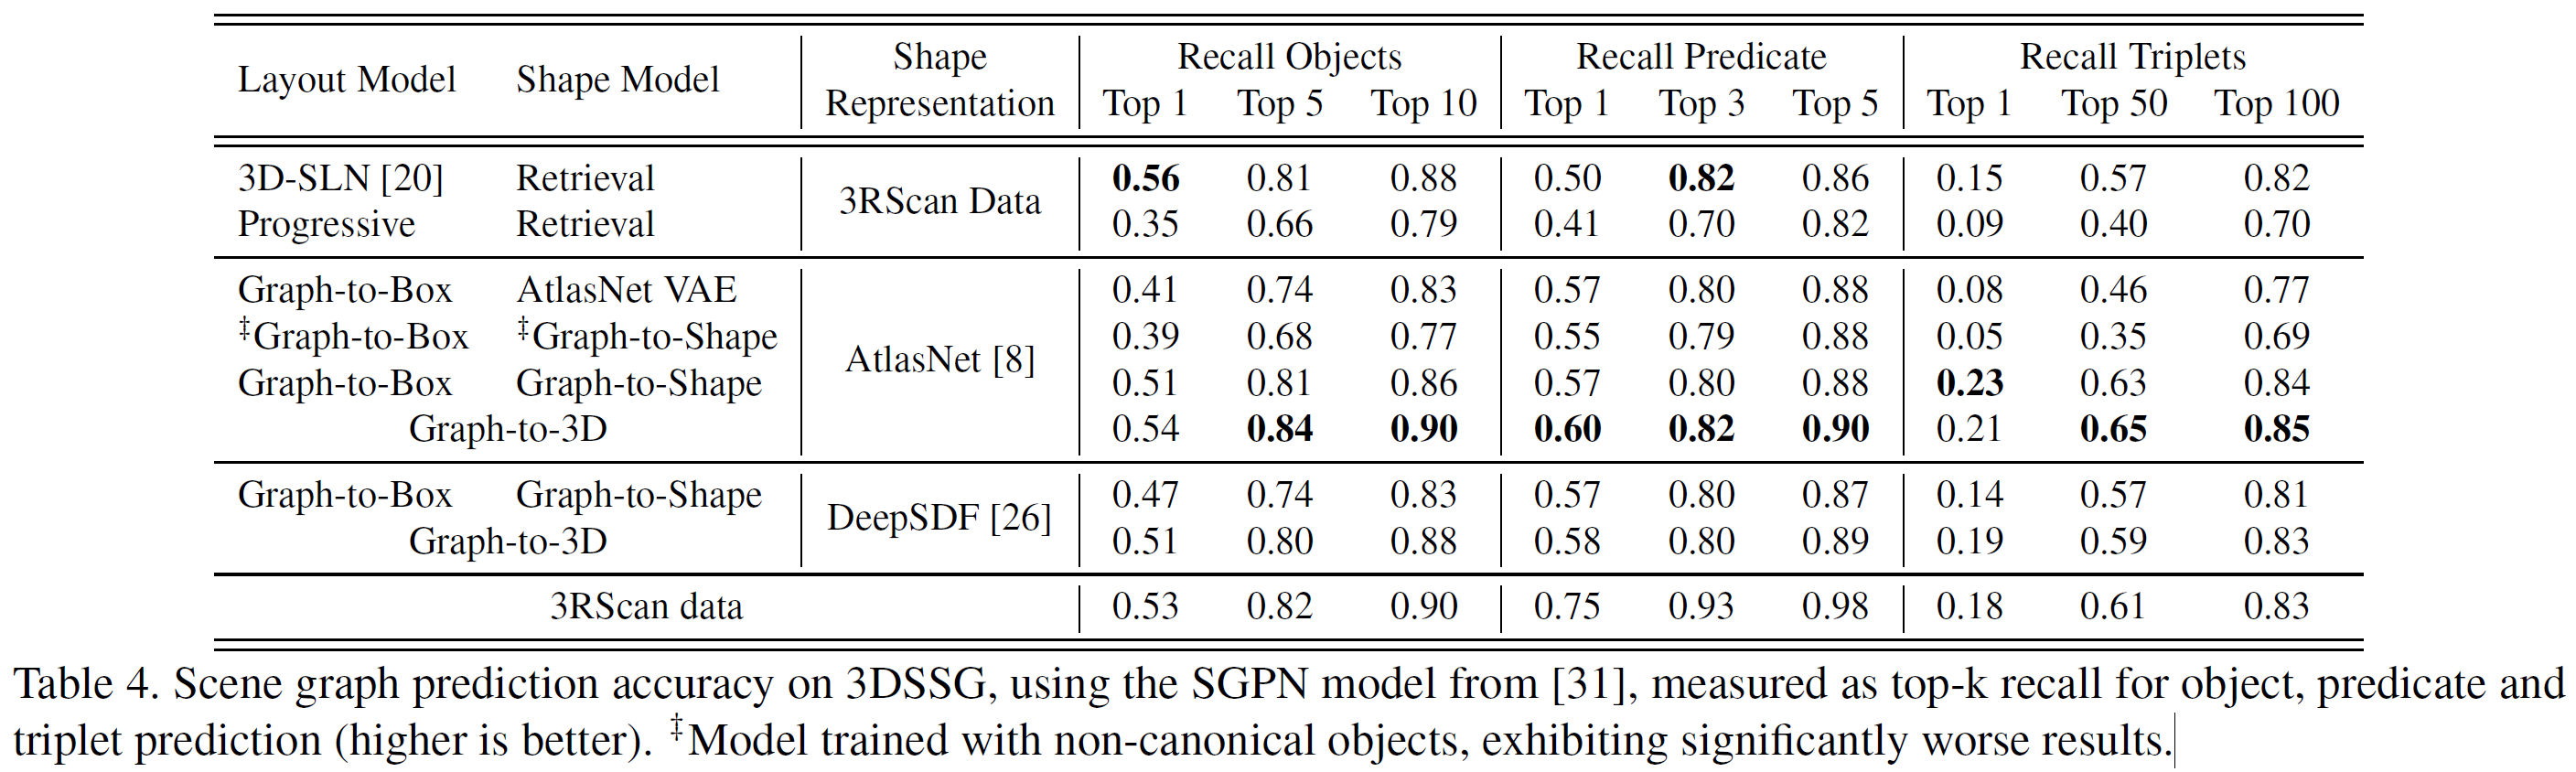 Layout Model Shape Model Shape Representation Recall Objects Recall Predicate Recall Triplets
Top 1 Top 5 Top 10 Top 1 Top 3 Top 5 Top 1 Top 50 Top 100
3D-SLN [20] Retrieval 3RScan Data 0.56 0.81 0.88 0.50 0.82 0.86 0.15 0.57 0.82
Progressive Retrieval 0.35 0.66 0.79 0.41 0.70 0.82 0.09 0.40 0.70
Graph-to-Box AtlasNet VAE AtlasNet [8] 0.41 0.74 0.83 0.57 0.80 0.88 0.08 0.46 0.77
‡Graph-to-Box ‡Graph-to-Shape 0.39 0.68 0.77 0.55 0.79 0.88 0.05 0.35 0.69
Graph-to-Box Graph-to-Shape 0.51 0.81 0.86 0.57 0.80 0.88 0.23 0.63 0.84
Graph-to-3D 0.54 0.84 0.90 0.60 0.82 0.90 0.21 0.65 0.85
Graph-to-Box Graph-to-Shape DeepSDF [26] 0.47 0.74 0.83 0.57 0.80 0.87 0.14 0.57 0.81
Graph-to-3D 0.51 0.80 0.88 0.58 0.80 0.89 0.19 0.59 0.83
3RScan data 0.53 0.82 0.90 0.75 0.93 0.98 0.18 0.61 0.83
Table 4. Scene graph prediction accuracy on 3DSSG, using the SGPN model from [31], measured as top-k recall for object, predicate and
triplet prediction (higher is better). ‡Model trained with non-canonical objects, exhibiting significantly worse results.